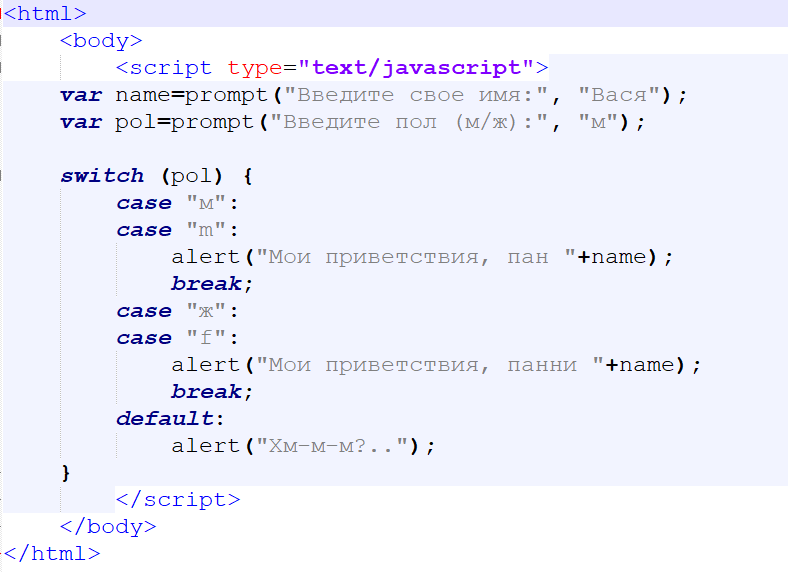 <html>
<body>
<script type="text/javascript">
var name=prompt("Введите свое имя:", "Вася");
var pol=prompt("Введите пол (м/ж):", "м");
switch (pol) {
case "м":
case "m":
alert("Мои приветствия, пан "+name);
break;
case "ж":
case "f":
alert("Мои приветствия, панни "+name);
break;
default:
alert("Хм-м-м?..");
}
</script>
</body>
</html>